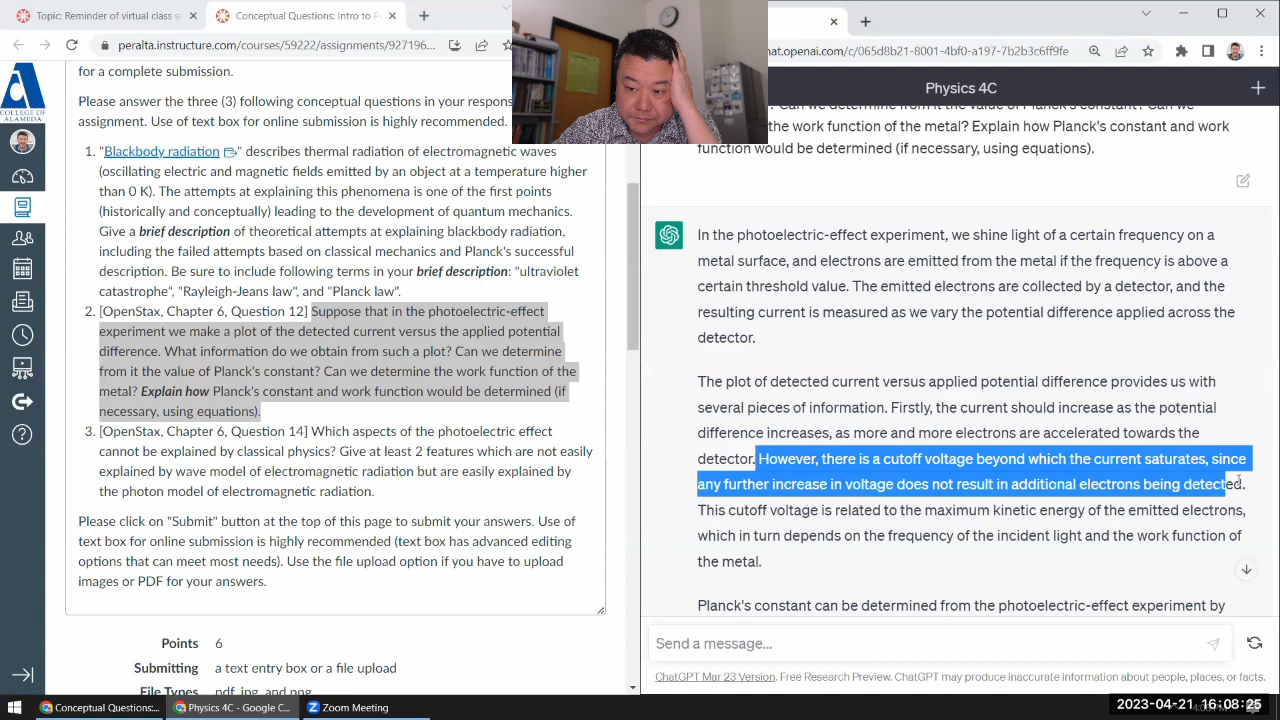 Topic: Reminder of virtual class s
Conceptual Questions: Intro to P
peralta.instructure.com/courses/59222/assignments/937196...
hat.openai.com/c/065d8b21-8001-4bf0-a197-7b2b3c6ff9fe
COLLEGE OF
ALAMEDA
for a complete submission.
Please answer the three (3) following conceptual questions in your respons
assignment. Use of text box for online submission is highly recommended.
1. "Blackbody radiation" describes thermal radiation of electromagnetic waves
(oscillating electric and magnetic fields emitted by an object at a temperature higher
than 0 K). The attempts at explaining this phenomena is one of the first points
(historically and conceptually) leading to the development of quantum mechanics.
Give a brief description of theoretical attempts at explaining blackbody radiation,
including the failed attempts based on classical mechanics and Planck's successful
description. Be sure to include following terms in your brief description: "ultraviolet
catastrophe", "Rayleigh-Jeans law", and "Planck law".
2. [OpenStax, Chapter 6, Question 12] Suppose that in the photoelectric-effect
experiment we make a plot of the detected current versus the applied potential
difference. What information do we obtain from such a plot? Can we determine
from it the value of Planck's constant? Can we determine the work function of the
metal? Explain how Planck's constant and work function would be determined (if
necessary, using equations).
3. [OpenStax, Chapter 6, Question 14] Which aspects of the photoelectric effect
cannot be explained by classical physics? Give at least 2 features which are not easily
explained by wave model of electromagnetic radiation but are easily explained by
the photon model of electromagnetic radiation.
Please click on "Submit" button at the top of this page to submit your answers. Use of
text box for online submission is highly recommended (text box has advanced editing
options that can meet most needs). Use the file upload option if you have to upload
images or PDF for your answers.
Points 6
Submitting a text entry box or a file upload
File Types pdf, jpg, and png
Physics 4C
the work function of the metal? Explain how Planck's constant and work
function would be determined (if necessary, using equations).
In the photoelectric-effect experiment, we shine light of a certain frequency on a
metal surface, and electrons are emitted from the metal if the frequency is above a
certain threshold value. The emitted electrons are collected by a detector, and the
resulting current is measured as we vary the potential difference applied across the
detector.
The plot of detected current versus applied potential difference provides us with
several pieces of information. Firstly, the current should increase as the potential
difference increases, as more and more electrons are accelerated towards the
detector. However, there is a cutoff voltage beyond which the current saturates, since
any further increase in voltage does not result in additional electrons being detected.
This cutoff voltage is related to the maximum kinetic energy of the emitted electrons,
which in turn depends on the frequency of the incident light and the work function of
the metal.
Planck's constant can be determined from the photoelectric-effect experiment by
Send a message...
ChatGPT Mar 23 Version. Free Research Preview. ChatGPT may produce inaccurate information about people, places, or facts.
Conceptual Questions:...
Physics 4C - Google C...
Zoom Meeting
2023-04-21 16:08:25